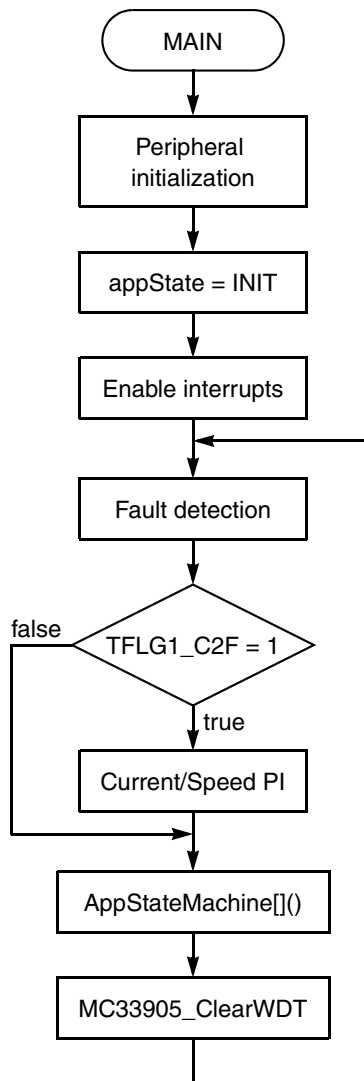 MAIN
Peripheral
initialization
appState = INIT
Enable interrupts
Fault detection
false
TFLG1_C2F = 1
true
Current/Speed PI
AppStateMachine[]()
MC33905_ClearWDT